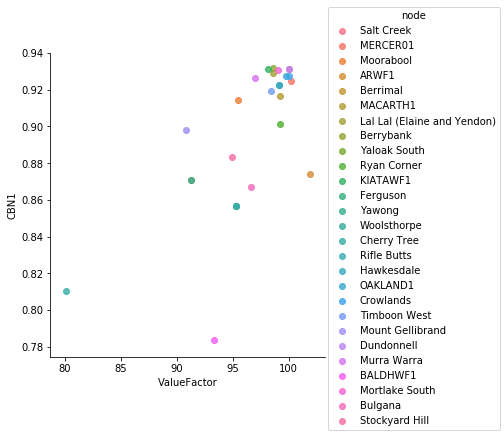 node
Salt Creek
MERCER01
Moorabool
ARWF1
Berrimal
MACARTH1
Lal Lal (Elaine and Yendon)
Berrybank
Yaloak South
Ryan Corner
KIATAWF1
Ferguson
Yawong
Woolsthorpe
Cherry Tree
Rifle Butts
Hawkesdale
OAKLAND1
Crowlands
Timboon West
Mount Gellibrand
Dundonnell
Murra Warra
BALDHWF1
Mortlake South
Bulgana
Stockyard Hill
0.94
0.92
0.90
0.88
0.86
0.84
0.82
0.80
0.78
CBN1
80 85 90 95 100
ValueFactor